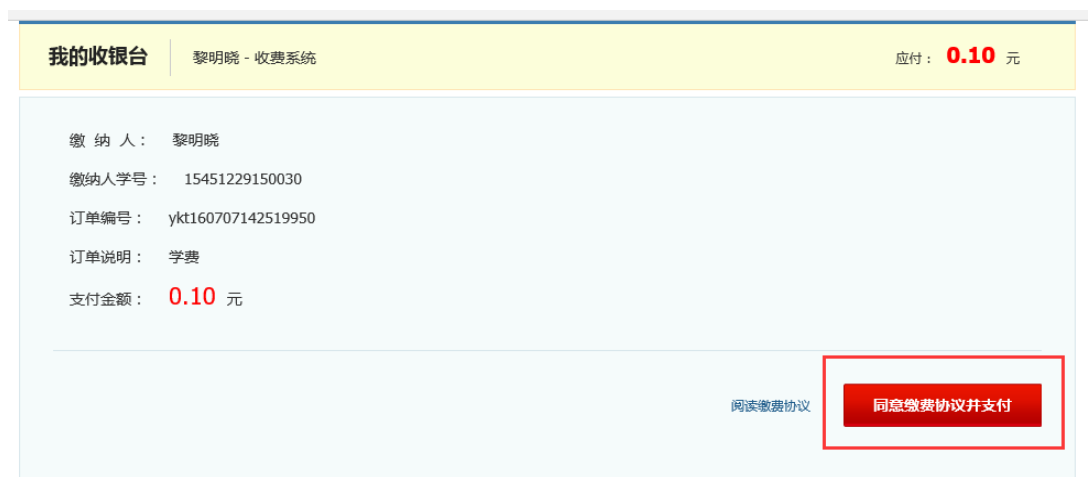 我的收银台 黎明晓 - 收费系统 应付： 0.10 元
缴 纳 人： 黎明晓
缴纳人学号： 15451229150030
订单编号： ykt160707142519950
订单说明： 学费
支付金额： 0.10 元
阅读缴费协议 同意缴费协议并支付